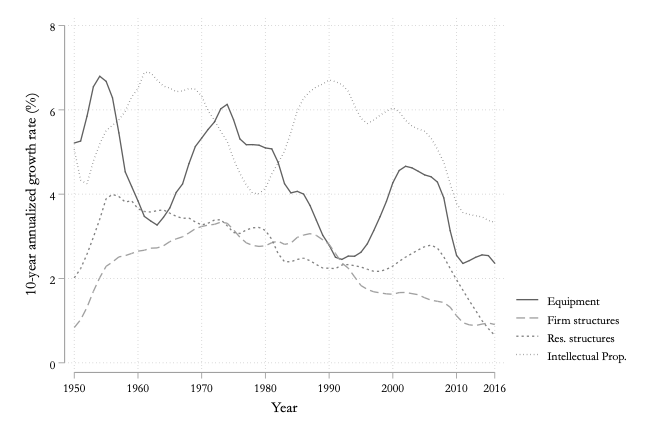 10-year annualized growth rate (%)
8
6
4
2
0
1950 1960 1970 1980 1990 2000 2010 2016
Year
Equipment
Firm structures
Res. structures
Intellectual Prop.